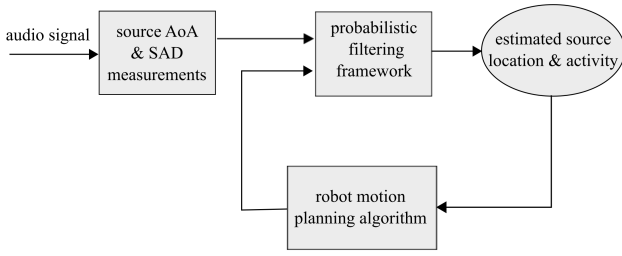 audio signal
source AoA
& SAD
measurements
probabilistic
filtering
framework
estimated source
location & activity
robot motion
planning algorithm